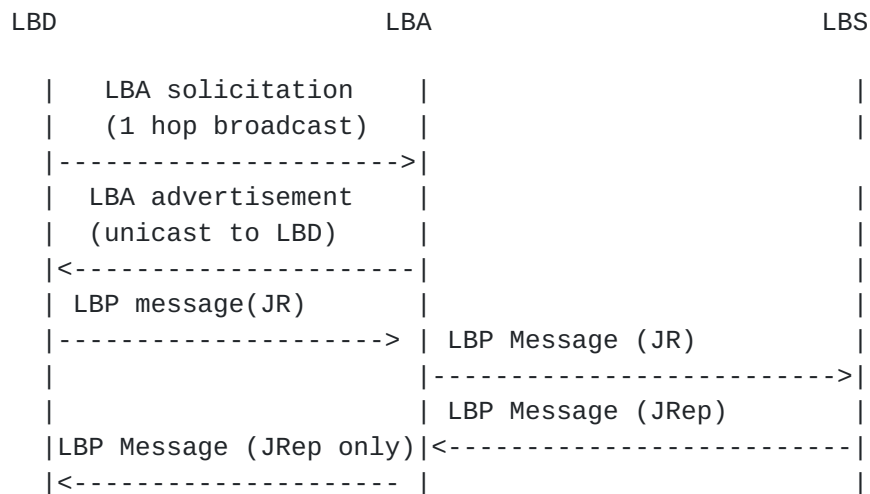 LBD LBA LBS
LBA solicitation
(1 hop broadcast)
LBA advertisement
(unicast to LBD)
LBP message(JR)
LBP Message (JR)
LBP Message (JRep)
LBP Message (JRep only)